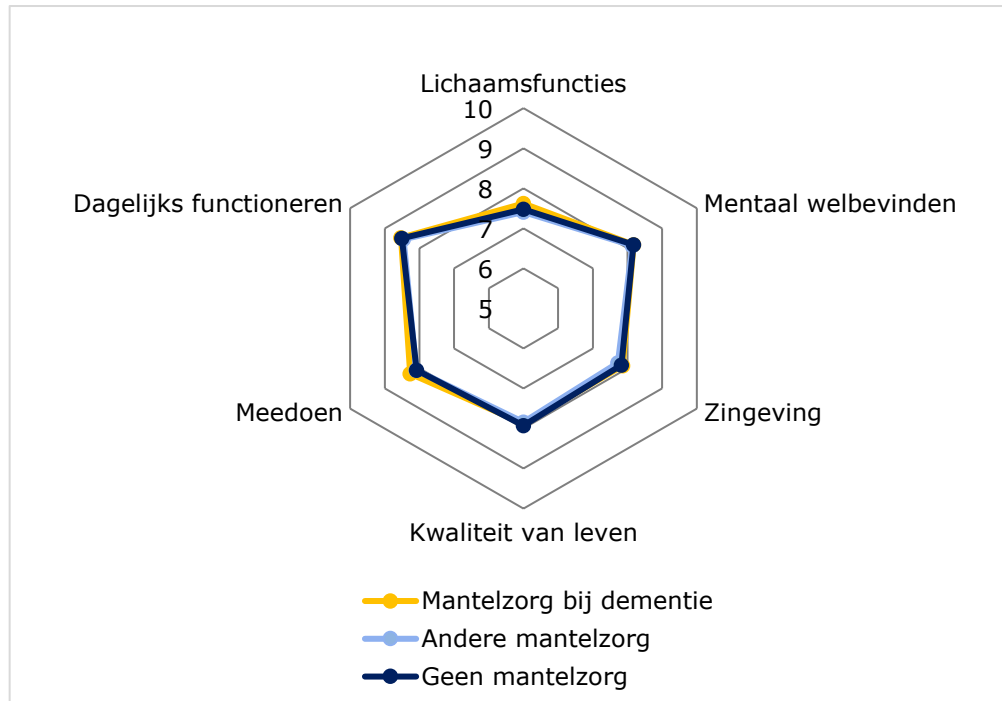 Lichaamsfuncties
10
9
Dagelijks functioneren
8
Mentaal welbevinden
7
6
5
Meedoen
Zingeving
Kwaliteit van leven
Mantelzorg bij dementie
Andere mantelzorg
Geen mantelzorg